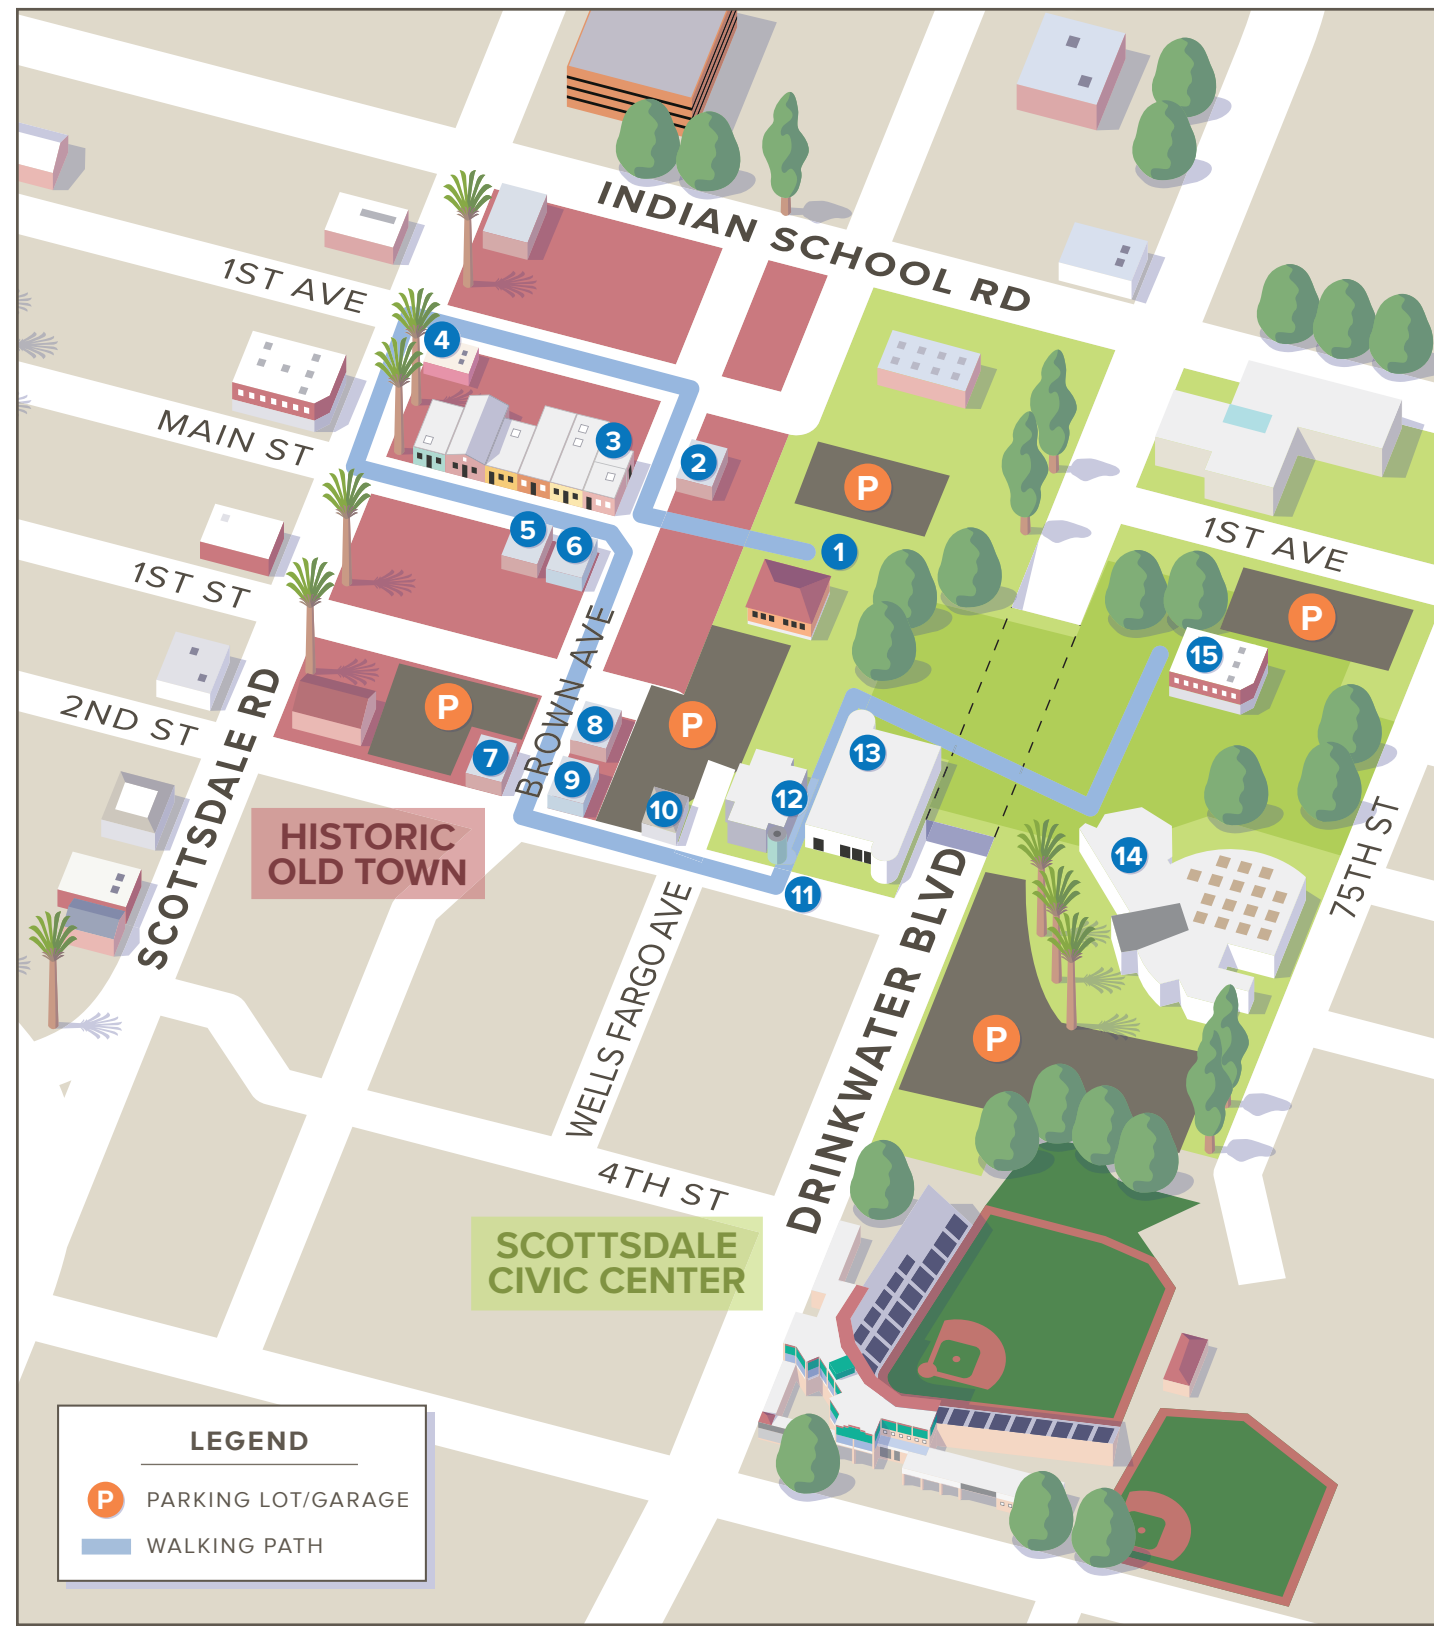 INDIAN SCHOOL RD
1ST AVE
4
3
2
MAIN ST
P
1ST AVE
5
6
1
1ST ST
P
15
BROWN AVE
2ND ST
P
SCOTTSDALE RD
8
P
13
7
9
12
10
HISTORIC
OLD TOWN
14
75TH ST
11
WELLS FARGO AVE
DRINKWATER BLVD
P
4TH ST
SCOTTSDALE
CIVIC CENTER
LEGEND
P PARKING LOT/GARAGE
WALKING PATH